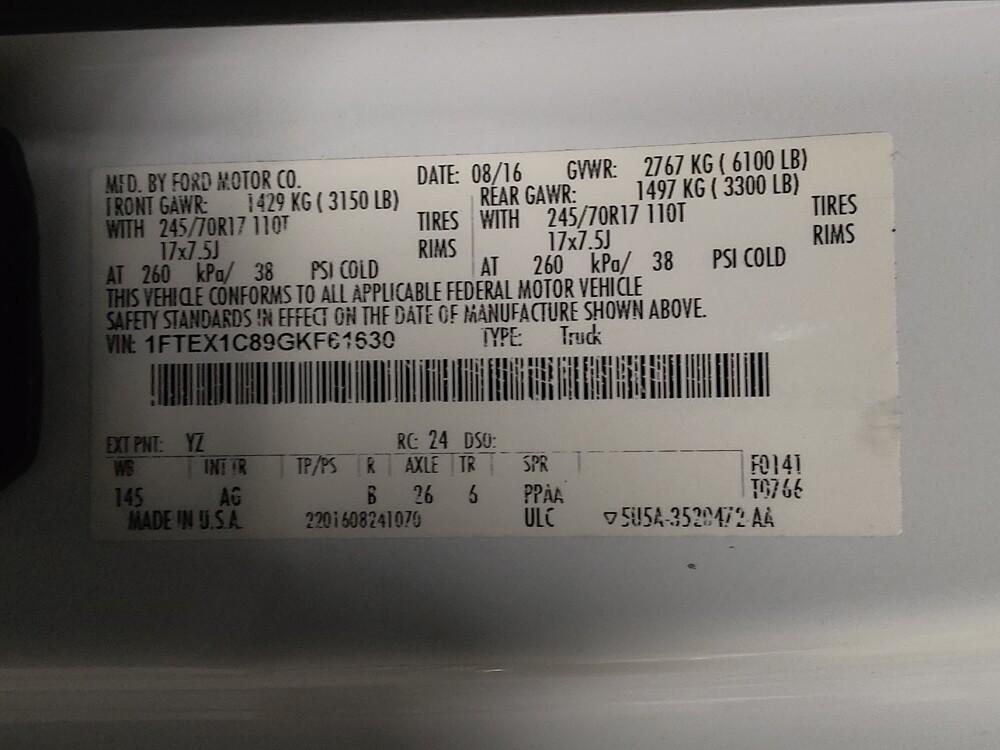 MFD. BY FORD MOTOR CO. DATE: 08/16 GVWR: 2767 KG ( 6100 LB)
FRONT GAWR: 1429 KG ( 3150 LB) REAR GAWR: 1497 KG ( 3300 LB)
WITH 245/70R17 110T TIRES WITH 245/70R17 110T TIRES
17x7.5J RIMS 17x7.5J RIMS
AT 260 kPa/ 38 PSI COLD AT 260 kPa/ 38 PSI COLD
THIS VEHICLE CONFORMS TO ALL APPLICABLE FEDERAL MOTOR VEHICLE
SAFETY STANDARDS IN EFFECT ON THE DATE OF MANUFACTURE SHOWN ABOVE.
VIN: TYPE: Truck
EXT PNT: YZ RC: 24 DSO:
WB INT TR TP/PS R AXLE TR SPR F0141
145 AG B 26 6 PPAA T0766
MADE IN U.S.A. 2201608241070 ULC ▽5U5A-3520472-AA